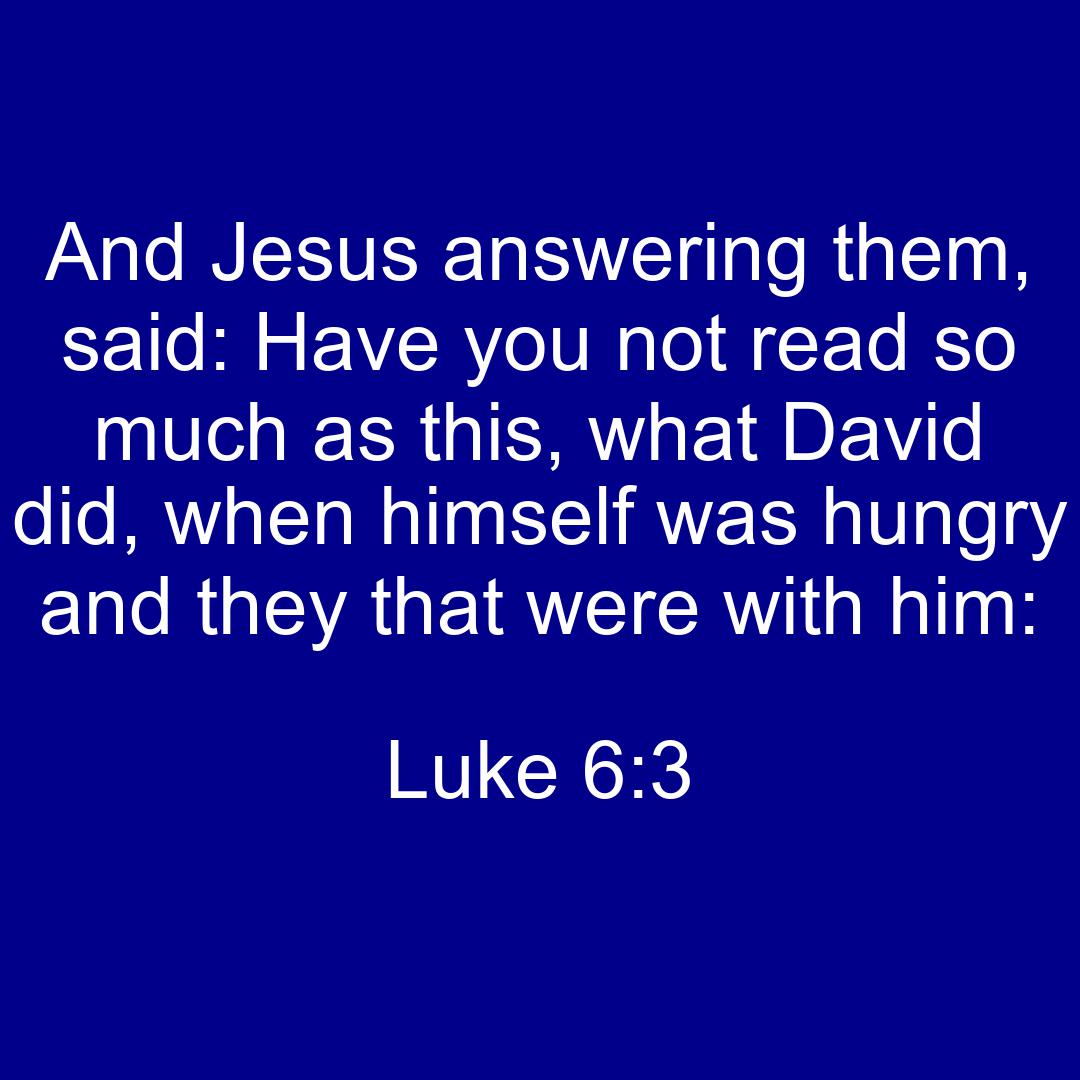 And Jesus answering them,
said: Have you not read so
much as this, what David
did, when himself was hungry
and they that were with him:
Luke 6:3